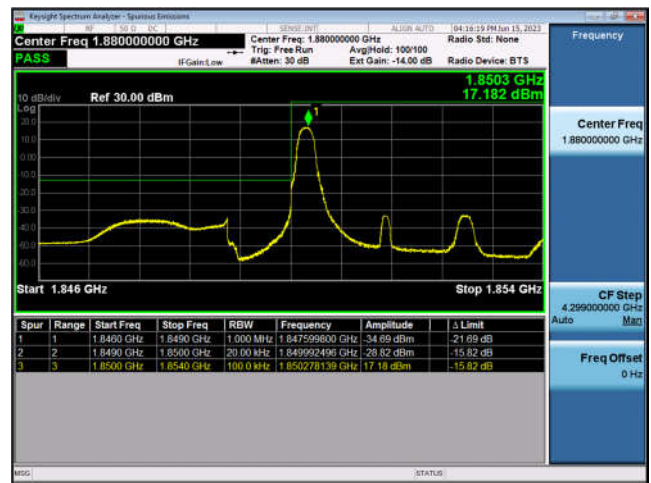 Keysight Spectrum Analyzer - Spurious Emissions
RF 50 Ω DC SENSE:INT ALIGN AUTO 04:16:19 PM Jun 15, 2023
Center Freq 1.880000000 GHz
Center Freq: 1.880000000 GHz
Radio Std: None
Trig: Free Run
Avg|Hold: 100/100
PASS
IFGain:Low
#Atten: 30 dB
Ext Gain: -14.00 dB
Radio Device: BTS
1.8503 GHz
17.182 dBm
10 dB/div
Ref 30.00 dBm
Log
20.0
10.0
0.00
-10.0
-20.0
-30.0
-40.0
-50.0
-60.0
1
Start 1.846 GHz
Stop 1.854 GHz
Spur Range Start Freq Stop Freq RBW Frequency Amplitude Δ Limit
1 1 1.8460 GHz 1.8490 GHz 1.000 MHz 1.847599800 GHz -34.69 dBm -21.69 dB
2 2 1.8490 GHz 1.8500 GHz 20.00 kHz 1.849992496 GHz -28.82 dBm -15.82 dB
3 3 1.8500 GHz 1.8540 GHz 100.0 kHz 1.850278139 GHz 17.18 dBm -15.82 dB
MSG
STATUS
Frequency
Center Freq
1.880000000 GHz
CF Step
4.299000000 GHz
Auto Man
Freq Offset
0 Hz